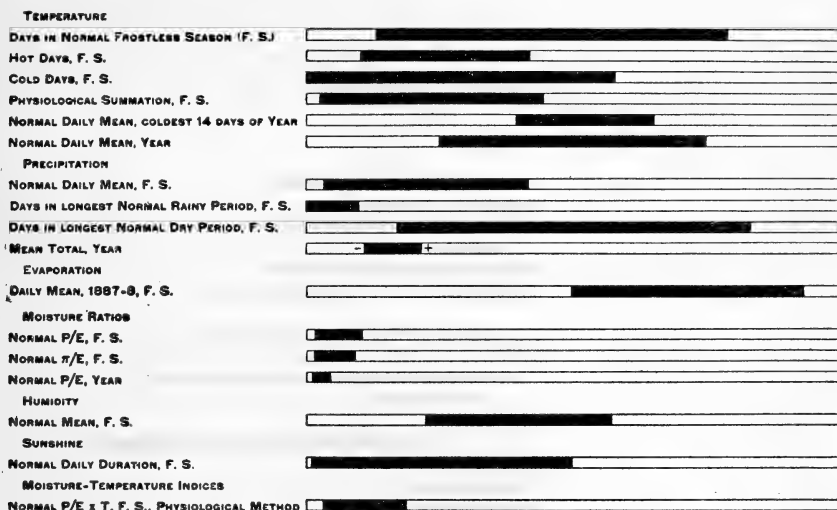 TEMPERATURE
DAYS IN NORMAL FROSTLESS SEASON (F. S.)
HOT DAYS, F. S.
COLD DAYS, F. S.
PHYSIOLOGICAL SUMMATION, F. S.
NORMAL DAILY MEAN, COLDEST 14 DAYS OF YEAR
NORMAL DAILY MEAN, YEAR
PRECIPITATION
NORMAL DAILY MEAN, F. S.
DAYS IN LONGEST NORMAL RAINY PERIOD, F. S.
DAYS IN LONGEST NORMAL DRY PERIOD, F. S.
MEAN TOTAL, YEAR − +
EVAPORATION
DAILY MEAN, 1887-8, F. S.
MOISTURE RATIOS
NORMAL P/E, F. S.
NORMAL π/E, F. S.
NORMAL P/E, YEAR
HUMIDITY
NORMAL MEAN, F. S.
SUNSHINE
NORMAL DAILY DURATION, F. S.
MOISTURE-TEMPERATURE INDICES
NORMAL P/E x T, F. S., PHYSIOLOGICAL METHOD